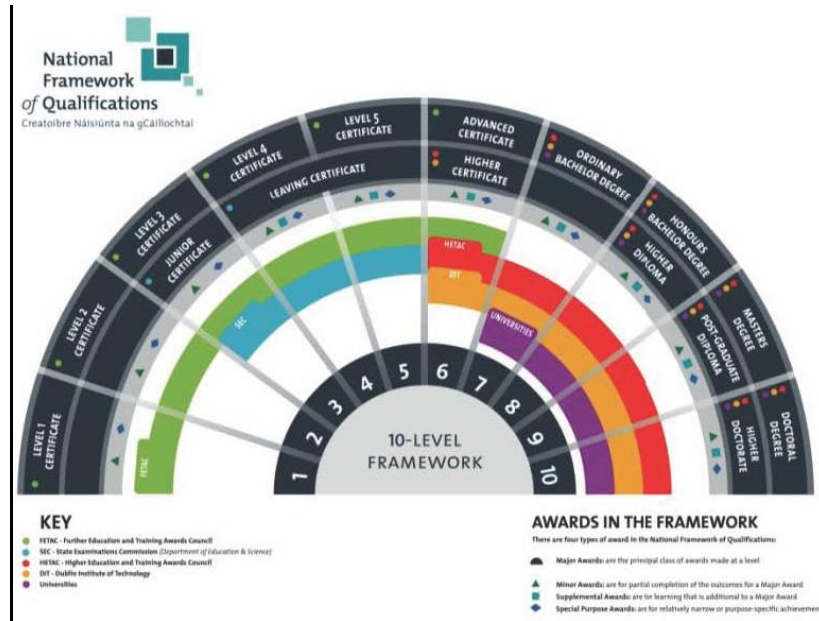 National
Framework
of Qualifications
Creatoibre Náisiúnta na gCáilíochtaí
LEVEL 1
CERTIFICATE
LEVEL 2
CERTIFICATE
LEVEL 3
CERTIFICATE
JUNIOR
CERTIFICATE
LEVEL 4
CERTIFICATE
LEVEL 5
CERTIFICATE
LEAVING CERTIFICATE
ADVANCED
CERTIFICATE
HIGHER
CERTIFICATE
ORDINARY
BACHELOR DEGREE
HONOURS
BACHELOR DEGREE
HIGHER
DIPLOMA
MASTERS
DEGREE
POST-GRADUATE
DIPLOMA
DOCTORAL
DEGREE
HIGHER
DOCTORATE
FETAC
SEC
HETAC
DIT
UNIVERSITIES
1
2
3
4
5
6
7
8
9
10
10-LEVEL
FRAMEWORK
KEY
FETAC - Further Education and Training Awards Council
SEC - State Examinations Commission (Department of Education & Science)
HETAC - Higher Education and Training Awards Council
DIT - Dublin Institute of Technology
Universities
AWARDS IN THE FRAMEWORK
There are four types of award in the National Framework of Qualifications:
Major Awards: are the principal class of awards made at a level
Minor Awards: are for partial completion of the outcomes for a Major Award
Supplemental Awards: are for learning that is additional to a Major Award
Special Purpose Awards: are for relatively narrow or purpose-specific achievemen